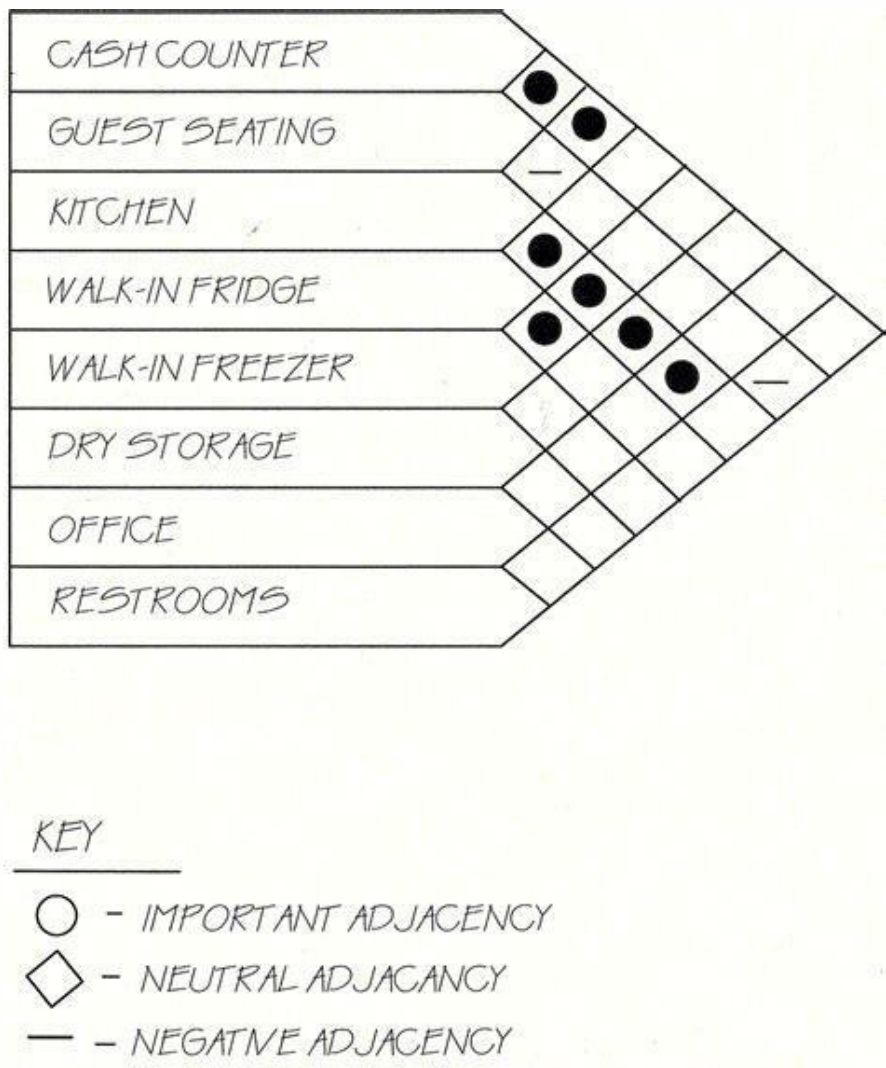 CASH COUNTER
GUEST SEATING
KITCHEN
WALK-IN FRIDGE
WALK-IN FREEZER
DRY STORAGE
OFFICE
RESTROOMS
KEY
- IMPORTANT ADJACENCY
- NEUTRAL ADJACANCY
- NEGATIVE ADJACENCY